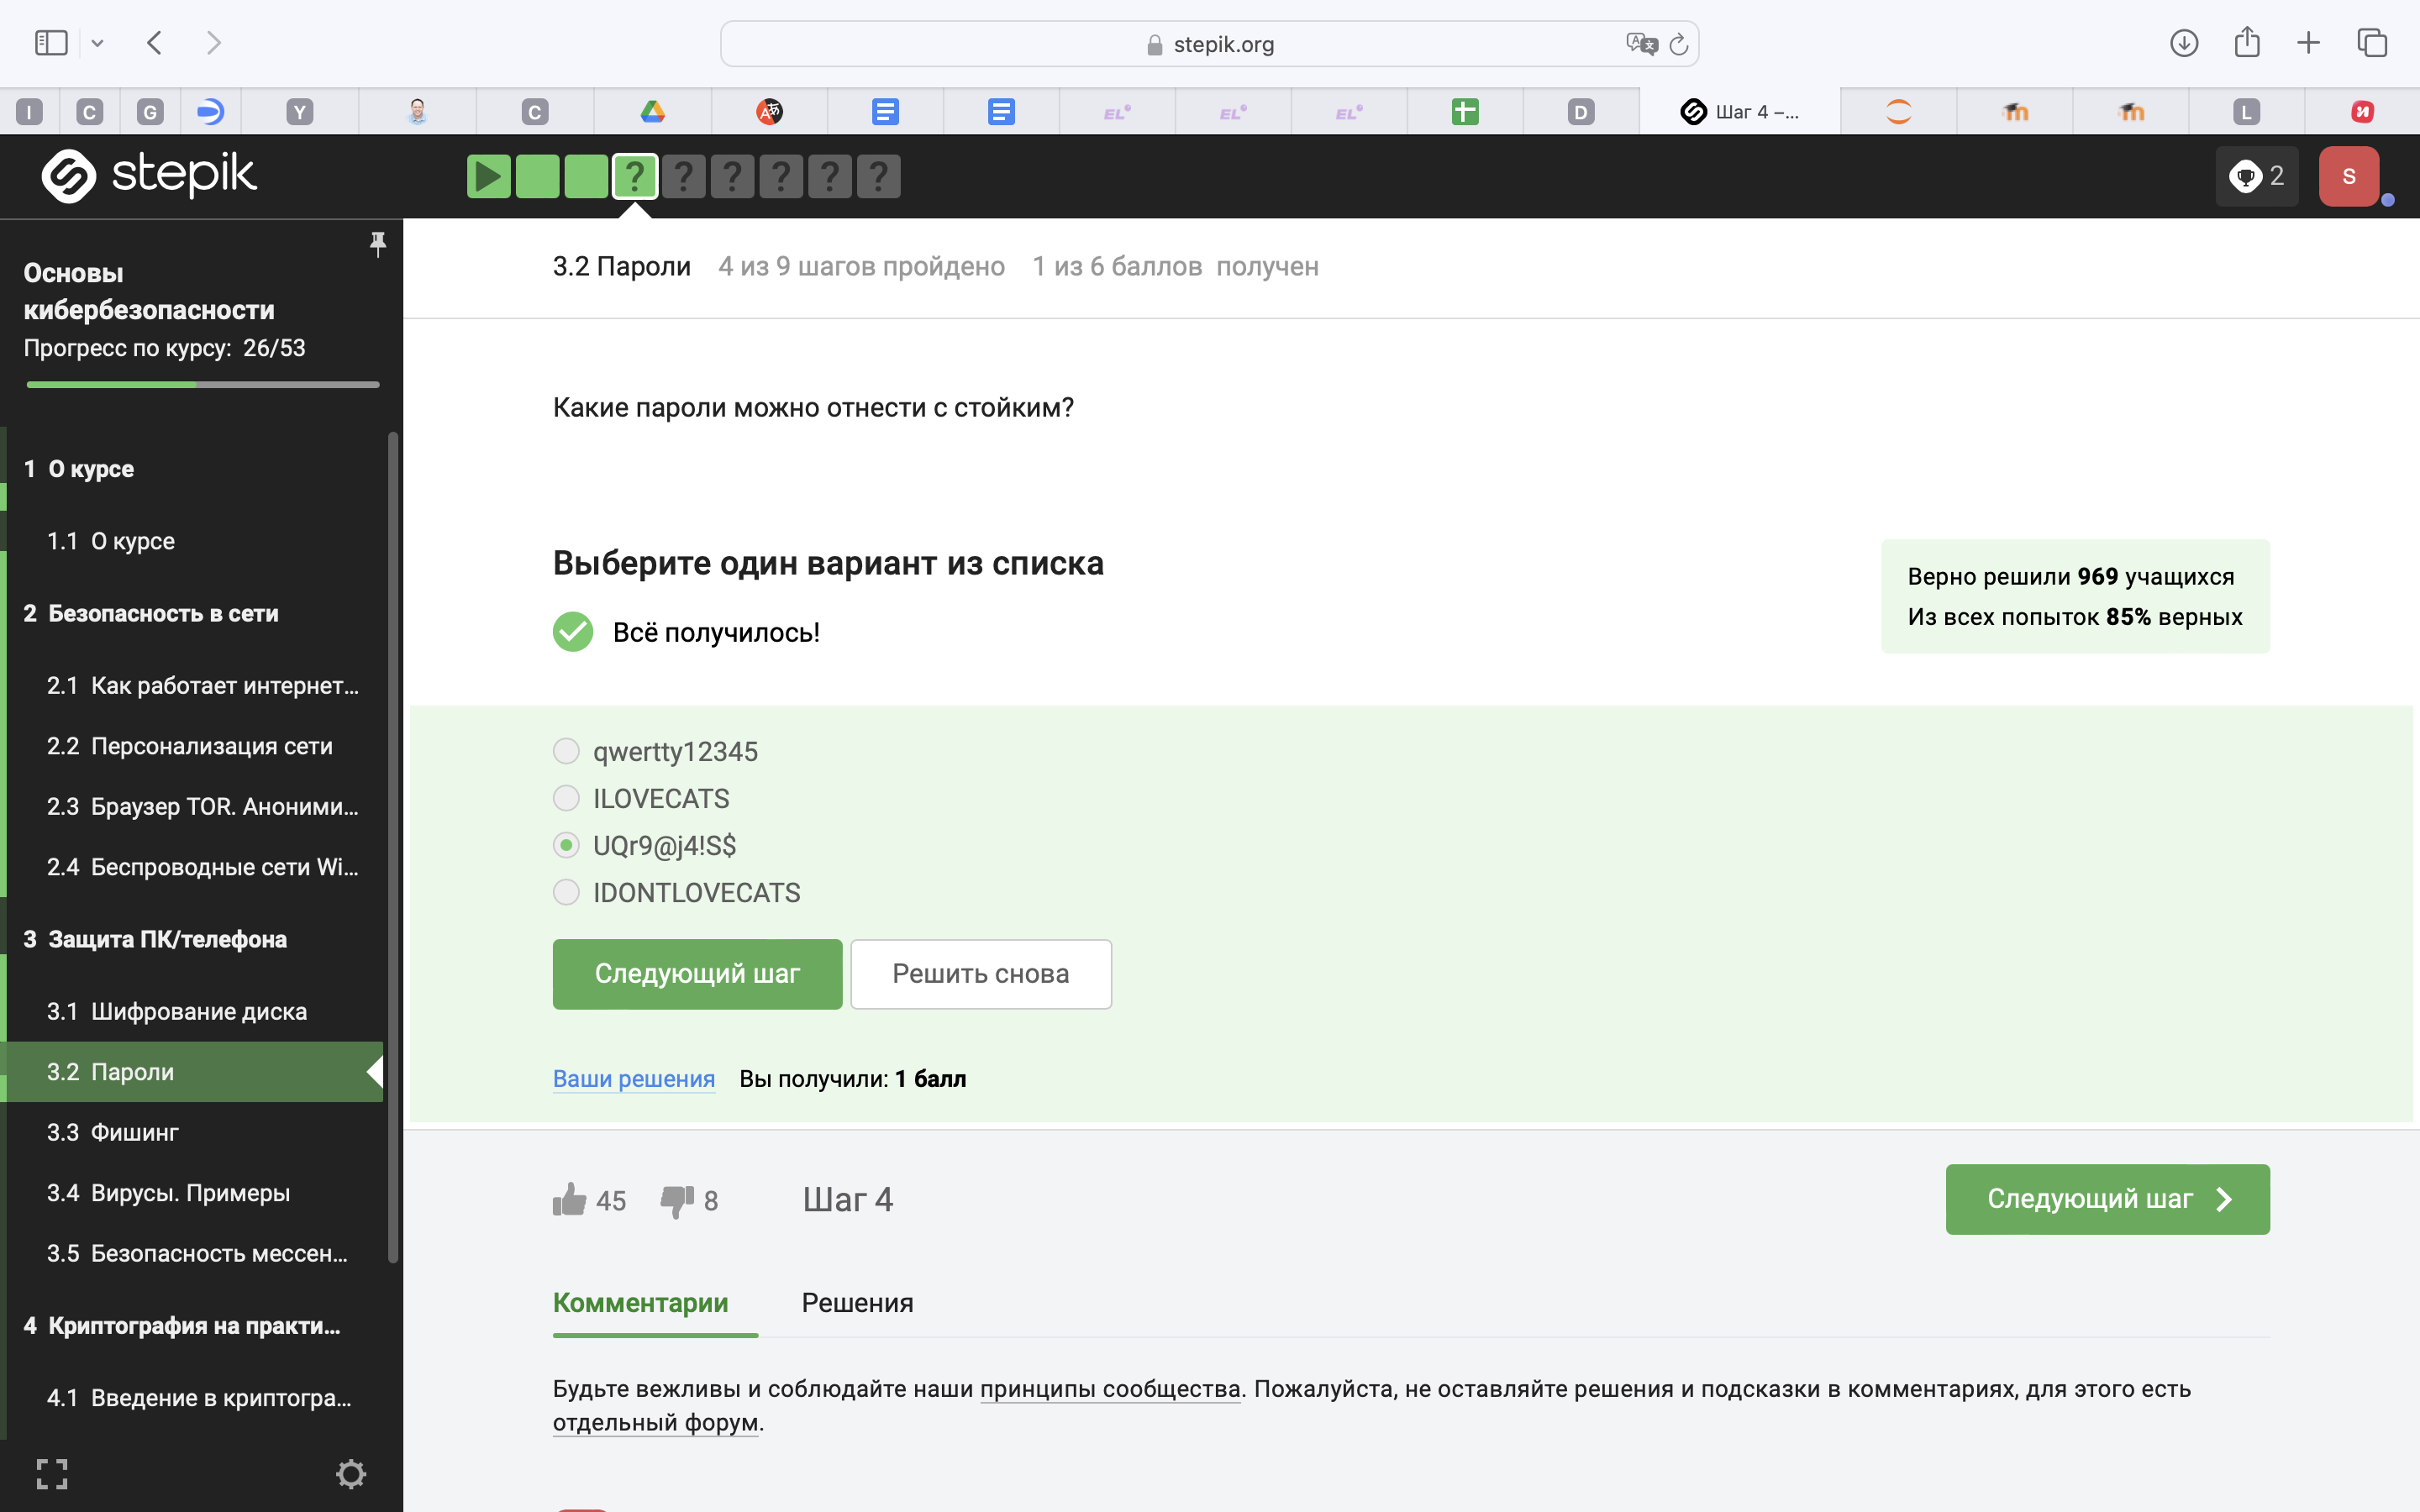 stepik.org
I
C
G
Y
C
EL
EL
EL
D
Шаг 4 –...
L
stepik
? ? ? ? ? ?
2
S
Основы
кибербезопасности
Прогресс по курсу: 26/53
1 О курсе
1.1 О курсе
2 Безопасность в сети
2.1 Как работает интернет...
2.2 Персонализация сети
2.3 Браузер TOR. Анонимиз...
2.4 Беспроводные сети Wi...
3 Защита ПК/телефона
3.1 Шифрование диска
3.2 Пароли
3.3 Фишинг
3.4 Вирусы. Примеры
3.5 Безопасность мессен...
4 Криптография на практи...
4.1 Введение в криптогра...
3.2 Пароли 4 из 9 шагов пройдено 1 из 6 баллов получен
Какие пароли можно отнести с стойким?
Выберите один вариант из списка
Всё получилось!
Верно решили 969 учащихся
Из всех попыток 85% верных
qwertty12345
ILOVECATS
UQr9@j4!S$
IDONTLOVECATS
Следующий шаг
Решить снова
Ваши решения Вы получили: 1 балл
45 8 Шаг 4
Следующий шаг
Комментарии Решения
Будьте вежливы и соблюдайте наши принципы сообщества. Пожалуйста, не оставляйте решения и подсказки в комментариях, для этого есть
отдельный форум.